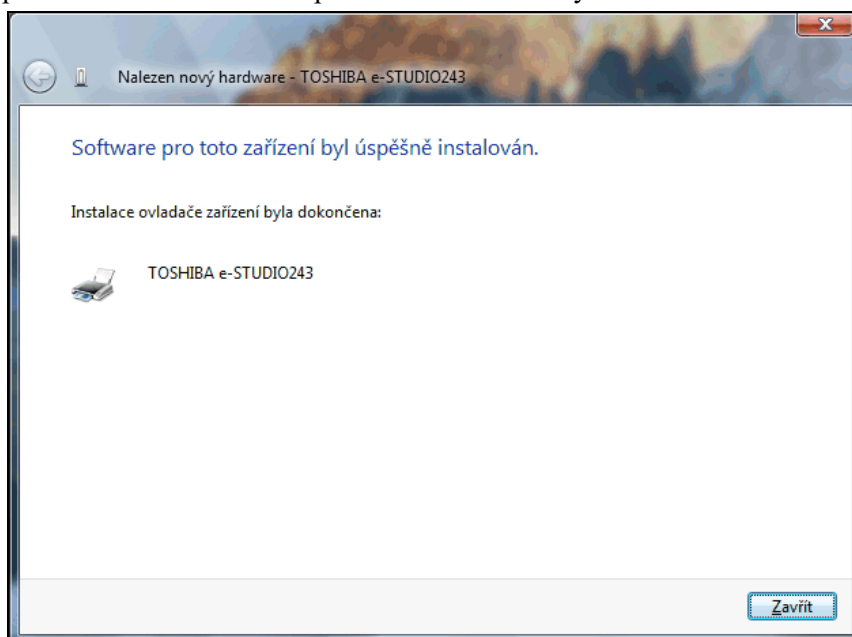 Nalezen nový hardware - TOSHIBA e-STUDIO243
Software pro toto zařízení byl úspěšně instalován.
Instalace ovladače zařízení byla dokončena:
TOSHIBA e-STUDIO243
Zavřít